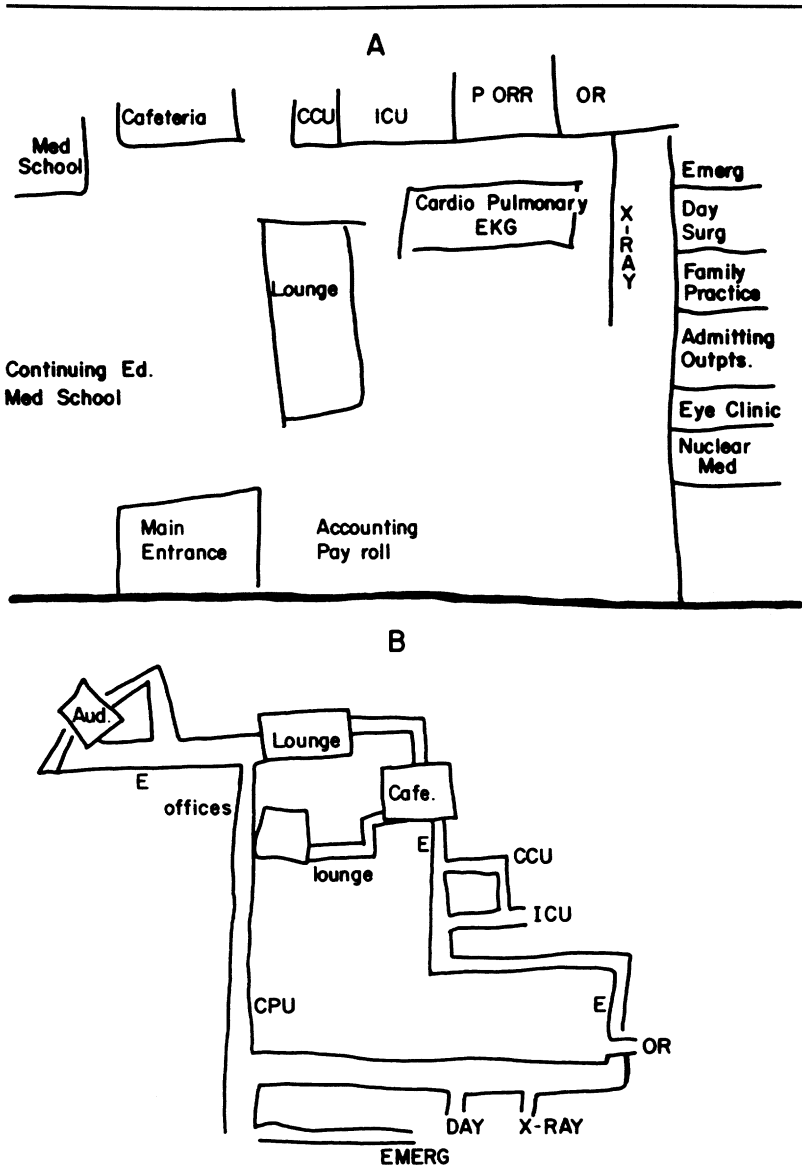 A
Med
School
Cafeteria
CCU
ICU
P ORR
OR
Cardio Pulmonary
EKG
X-RAY
Emerg
Day
Surg
Family
Practice
Admitting
Outpts.
Eye Clinic
Nuclear
Med
Lounge
Continuing Ed.
Med School
Main
Entrance
Accounting
Pay roll
B
Aud.
Lounge
E
offices
Cafe.
E
lounge
CCU
ICU
CPU
E
OR
DAY
X-RAY
EMERG